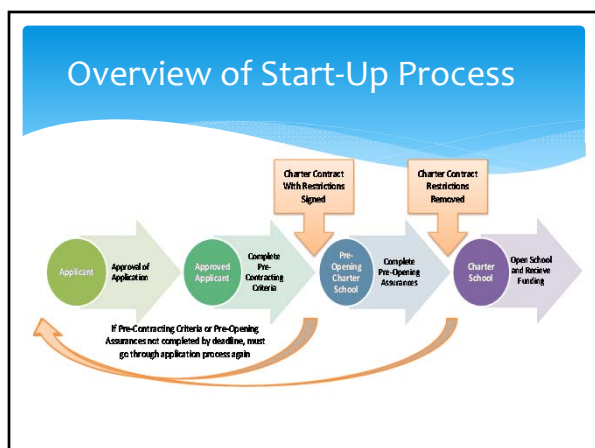 Overview of Start-Up Process
Charter Contract
With Restrictions
Signed
Charter Contract
Restrictions
Removed
Applicant
Approval of
Application
Approved
Applicant
Complete
Pre-
Contracting
Criteria
Pre-
Opening
Charter
School
Complete
Pre-Opening
Assurances
Charter
School
Open School
and Recieve
Funding
If Pre-Contracting Criteria or Pre-Opening
Assurances not completed by deadline, must
go through application process again